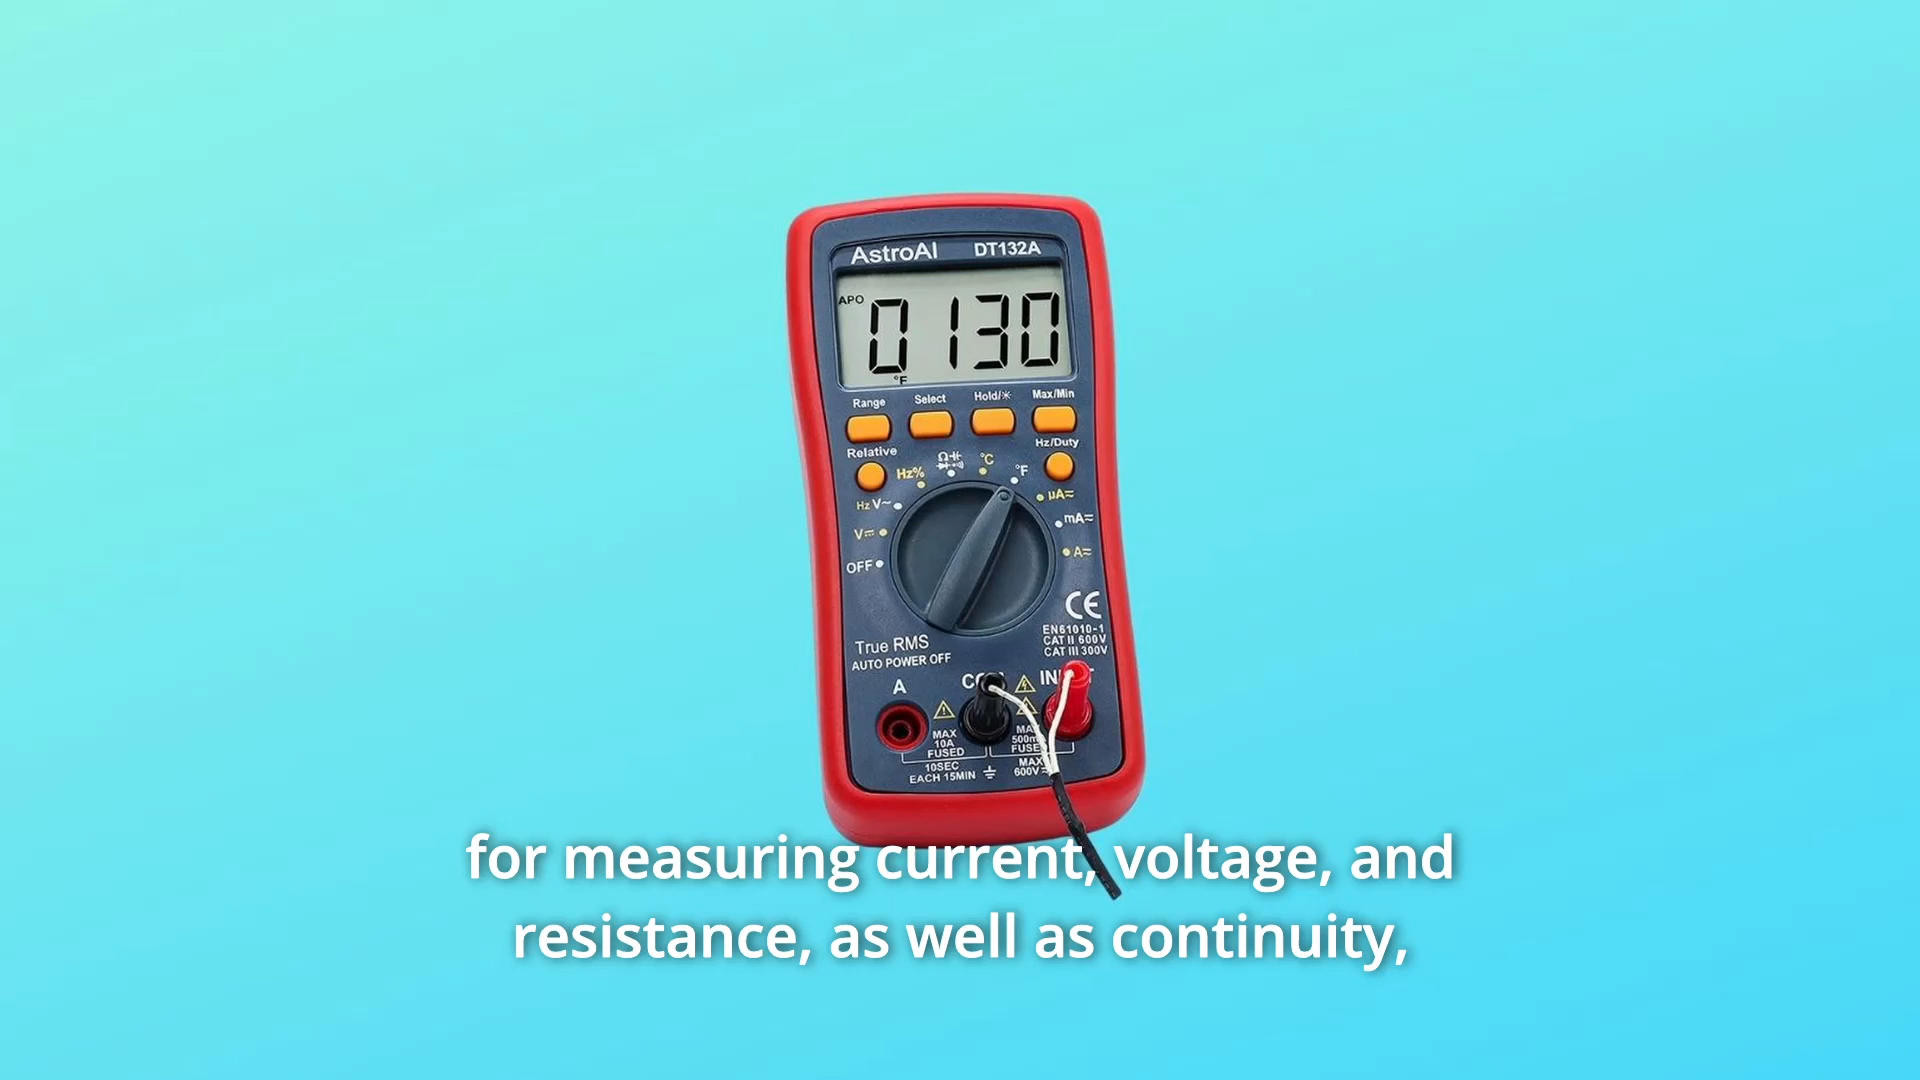 AstroAI DT132A
APO
0130
°F
Range Select Hold/☀ Max/Min
Relative Hz/Duty
Hz%
°C
°F
Hz V~
µA
V
mA
OFF
A
CE
EN61010-1
CAT II 600V
CAT III 300V
True RMS
AUTO POWER OFF
A
MAX
10A
FUSED
10SEC
EACH 15MIN
MAX
600V
for measuring current, voltage, and
resistance, as well as continuity,